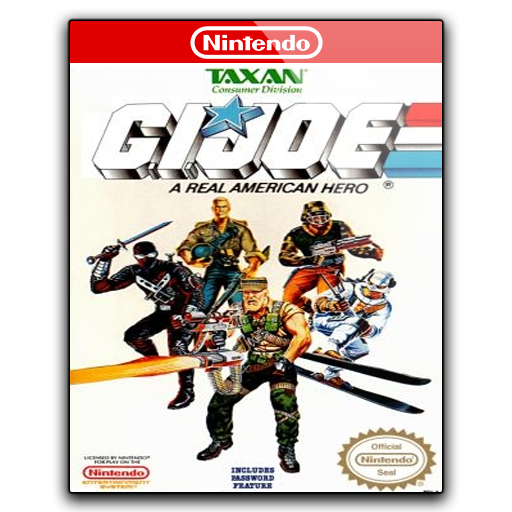 Nintendo
TAXAN
Consumer Division
G.I.JOE
A REAL AMERICAN HERO ®
LICENSED BY NINTENDO®
FOR PLAY ON THE
Nintendo
ENTERTAINMENT
SYSTEM
INCLUDES
PASSWORD
FEATURE
Official
Nintendo
Seal